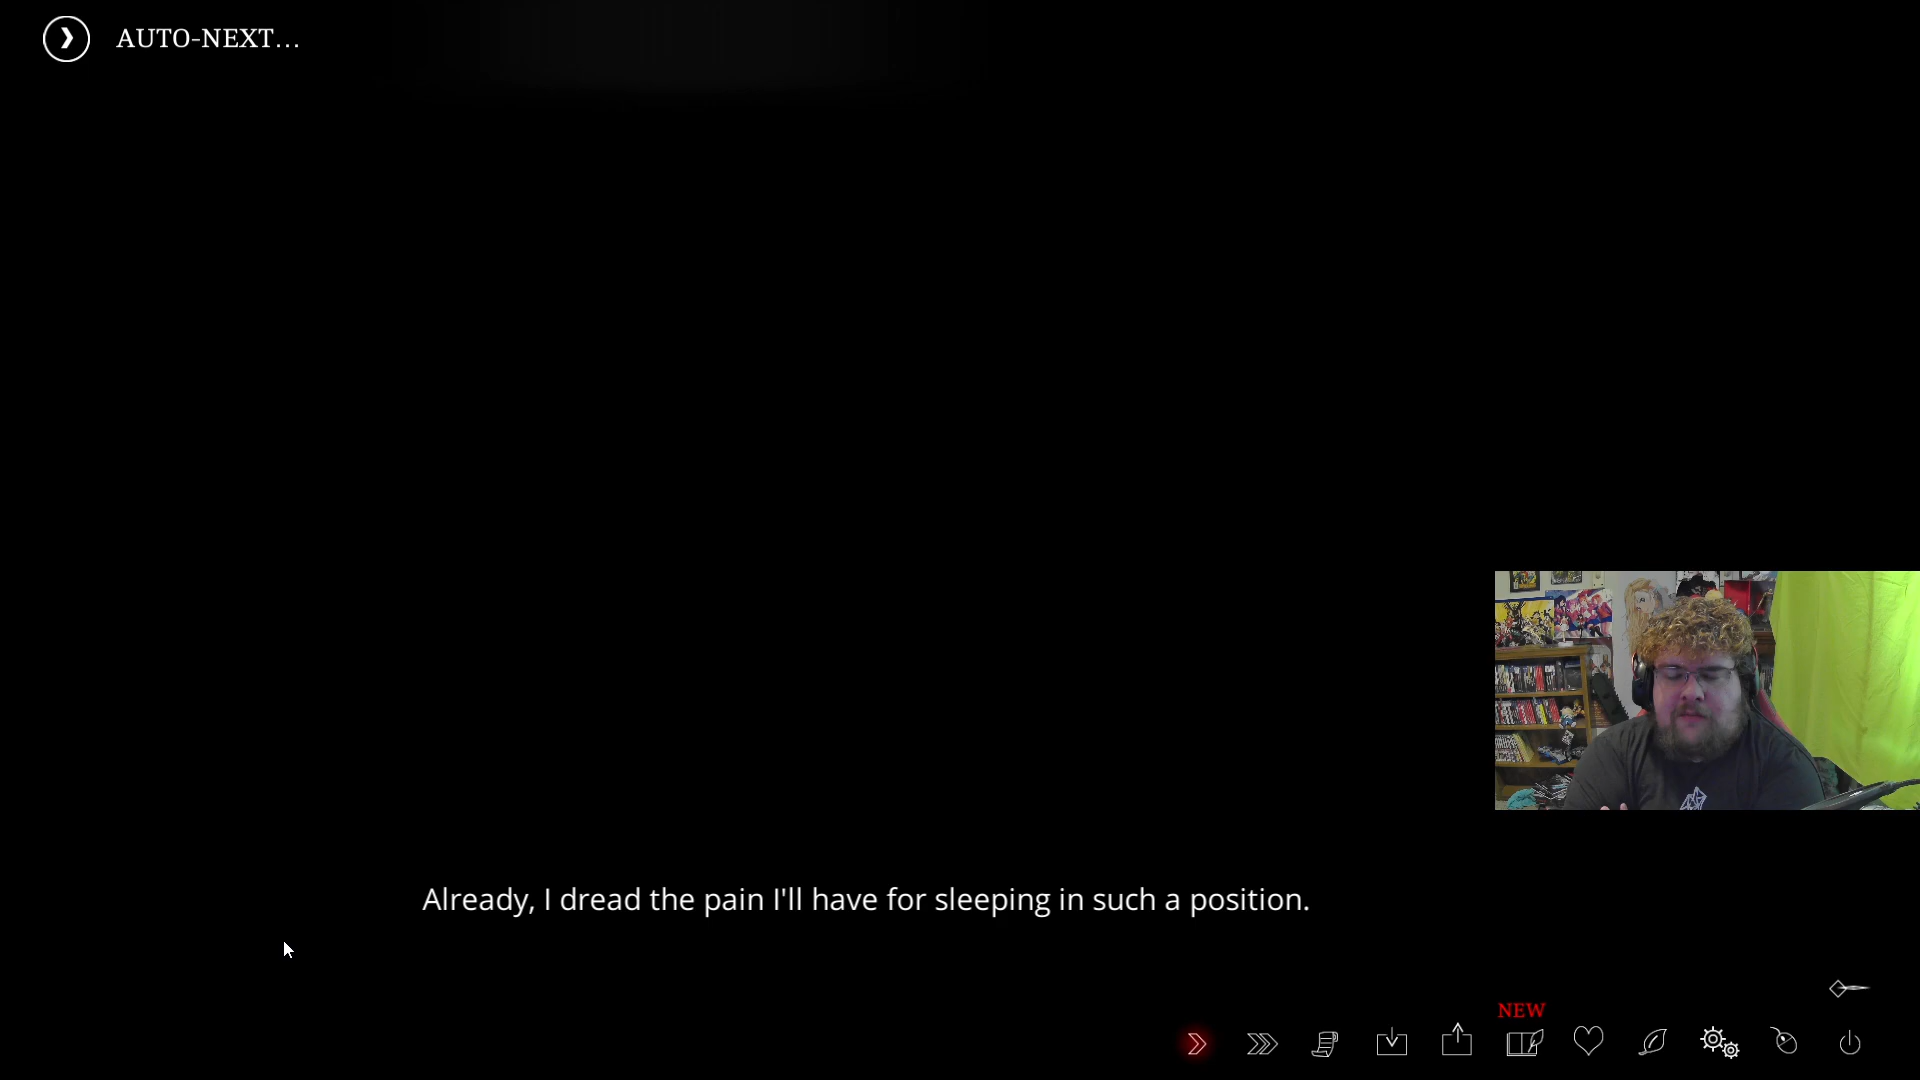 AUTO-NEXT...
Already, I dread the pain I'll have for sleeping in such a position.
NEW